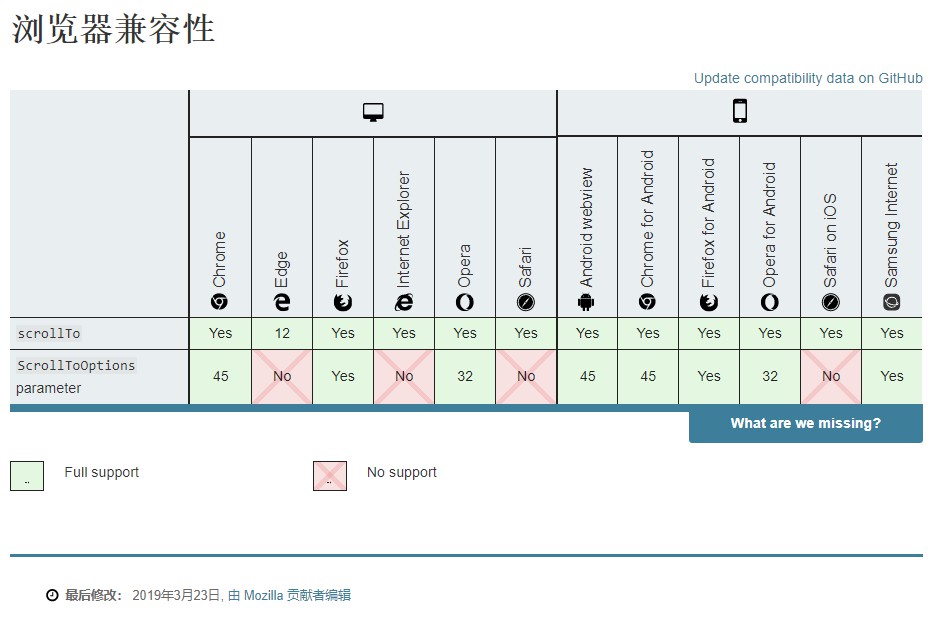 浏览器兼容性
Update compatibility data on GitHub
Chrome Edge Firefox Internet Explorer Opera Safari Android webview Chrome for Android Firefox for Android Opera for Android Safari on iOS Samsung Internet
scrollTo Yes 12 Yes Yes Yes Yes Yes Yes Yes Yes Yes Yes
ScrollToOptions parameter 45 No Yes No 32 No 45 45 Yes 32 No Yes
What are we missing?
.. Full support .. No support
最后修改: 2019年3月23日, 由 Mozilla 贡献者编辑